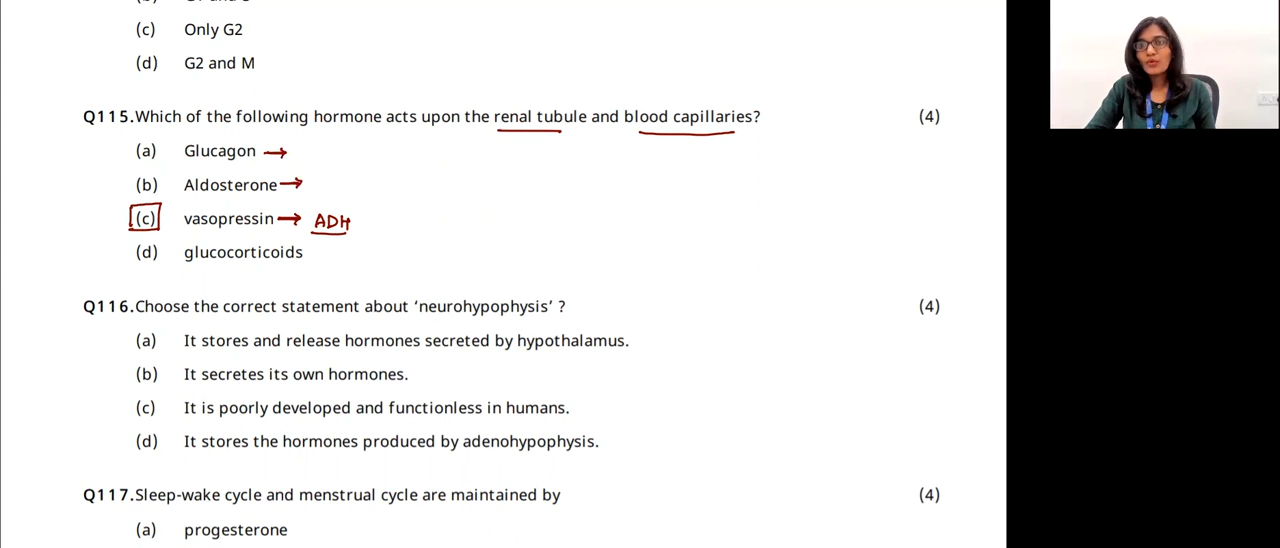 (c) Only G2
(d) G2 and M
Q115.Which of the following hormone acts upon the renal tubule and blood capillaries? (4)
(a) Glucagon →
(b) Aldosterone →
(c) vasopressin → ADH
(d) glucocorticoids
Q116.Choose the correct statement about ‘neurohypophysis’ ? (4)
(a) It stores and release hormones secreted by hypothalamus.
(b) It secretes its own hormones.
(c) It is poorly developed and functionless in humans.
(d) It stores the hormones produced by adenohypophysis.
Q117.Sleep-wake cycle and menstrual cycle are maintained by (4)
(a) progesterone